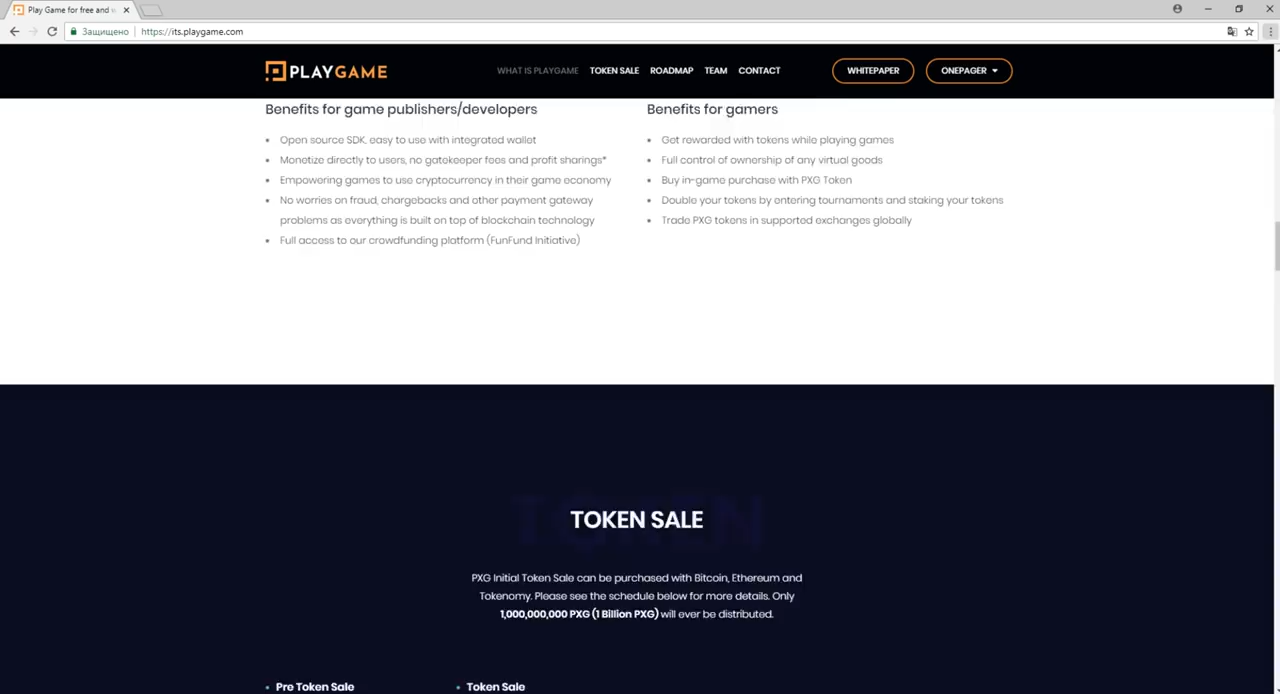 Play Game for free and
Защищено
https://its.playgame.com
PLAYGAME
WHAT IS PLAYGAME
TOKEN SALE
ROADMAP
TEAM
CONTACT
WHITEPAPER
ONEPAGER
Benefits for game publishers/developers
• Open source SDK, easy to use with integrated wallet
• Monetize directly to users, no gatekeeper fees and profit sharings*
• Empowering games to use cryptocurrency in their game economy
• No worries on fraud, chargebacks and other payment gateway
problems as everything is built on top of blockchain technology
• Full access to our crowdfunding platform (FunFund Initiative)
Benefits for gamers
• Get rewarded with tokens while playing games
• Full control of ownership of any virtual goods
• Buy in-game purchase with PXG Token
• Double your tokens by entering tournaments and staking your tokens
• Trade PXG tokens in supported exchanges globally
TOKEN
TOKEN SALE
PXG Initial Token Sale can be purchased with Bitcoin, Ethereum and
Tokenomy. Please see the schedule below for more details. Only
1,000,000,000 PXG (1 Billion PXG) will ever be distributed.
• Pre Token Sale
• Token Sale